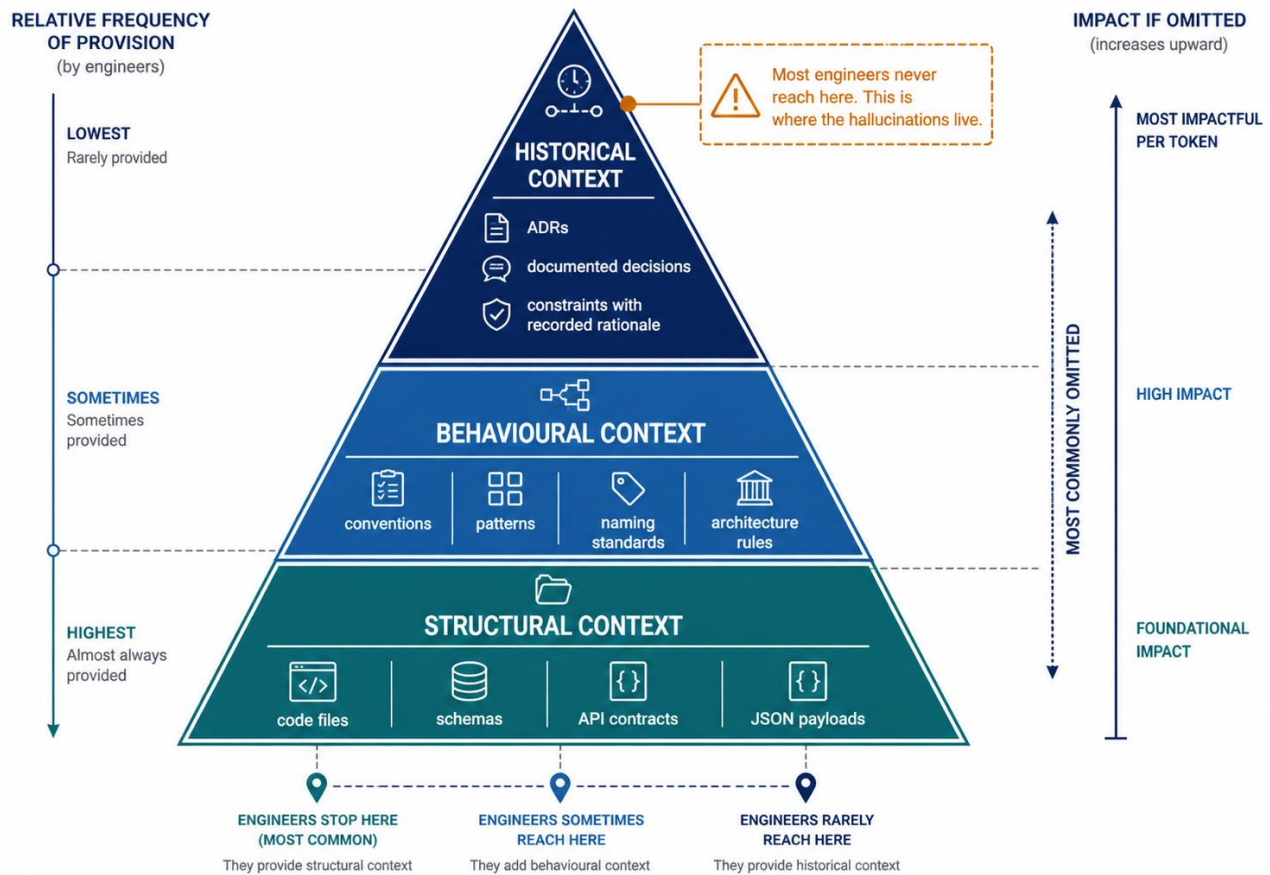 RELATIVE FREQUENCY
OF PROVISION
(by engineers)
LOWEST
Rarely provided
SOMETIMES
Sometimes
provided
HIGHEST
Almost always
provided
HISTORICAL
CONTEXT
ADRs
documented decisions
constraints with
recorded rationale
Most engineers never
reach here. This is
where the hallucinations live.
BEHAVIOURAL CONTEXT
conventions
patterns
naming
standards
architecture
rules
STRUCTURAL CONTEXT
</>
code files
schemas
{}
API contracts
{}
JSON payloads
IMPACT IF OMITTED
(increases upward)
MOST IMPACTFUL
PER TOKEN
HIGH IMPACT
FOUNDATIONAL
IMPACT
MOST COMMONLY OMITTED
ENGINEERS STOP HERE
(MOST COMMON)
They provide structural context
ENGINEERS SOMETIMES
REACH HERE
They add behavioural context
ENGINEERS RARELY
REACH HERE
They provide historical context